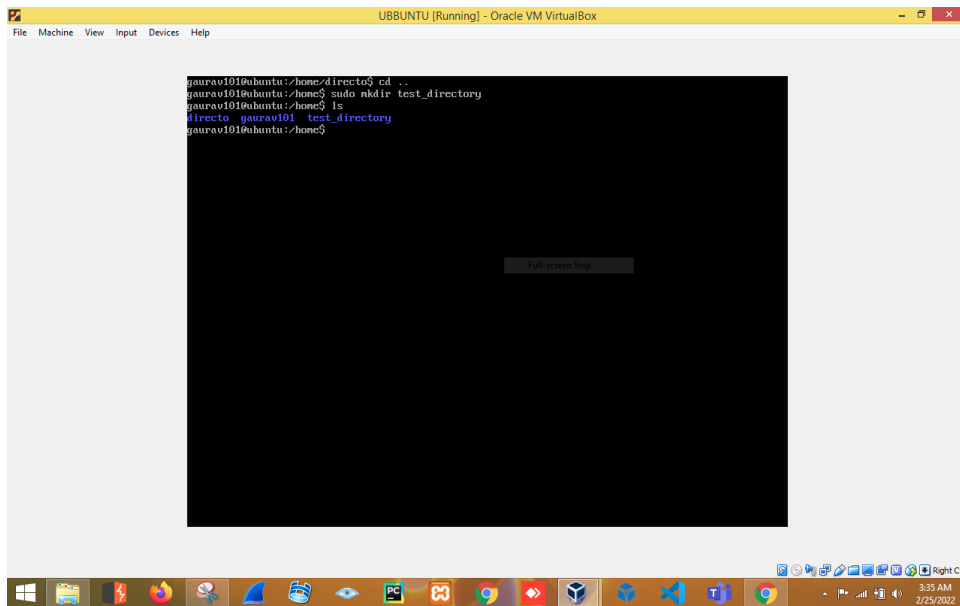 UBBUNTU [Running] - Oracle VM VirtualBox
File Machine View Input Devices Help
gaurav101@ubuntu:/home/directo$ cd ..
gaurav101@ubuntu:/home$ sudo mkdir test_directory
gaurav101@ubuntu:/home$ ls
directo gaurav101 test_directory
gaurav101@ubuntu:/home$
Full-screen Snip
Right C
PC
3:35 AM
2/25/2022